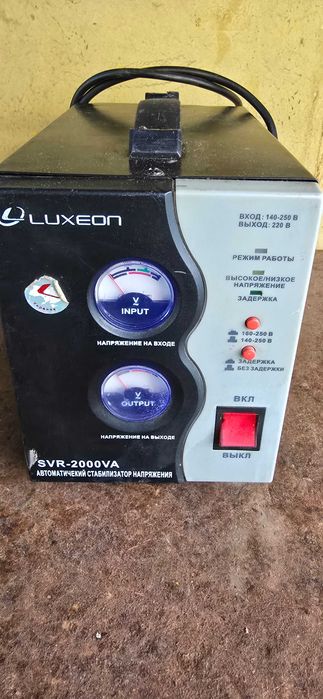 LUXEON
ВХОД: 140-250 В
ВЫХОД: 220 В
РЕЖИМ РАБОТЫ
ВЫСОКОЕ/НИЗКОЕ
НАПРЯЖЕНИЕ
ЗАДЕРЖКА
V
INPUT
НАПРЯЖЕНИЕ НА ВХОДЕ
160-250 В
140-250 В
ЗАДЕРЖКА
БЕЗ ЗАДЕРЖКИ
V
OUTPUT
НАПРЯЖЕНИЕ НА ВЫХОДЕ
ВКЛ
ВЫКЛ
SVR-2000VA
АВТОМАТИЧЕКИЙ СТАБИЛИЗАТОР НАПРЯЖЕНИЯ